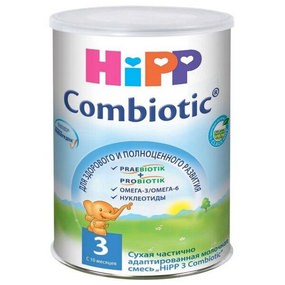 HiPP
Combiotic®
ДЛЯ ЗДОРОВОГО И ПОЛНОЦЕННОГО РАЗВИТИЯ
PRAEBIOTIK
+
PROBIOTIK
ОМЕГА-3/ОМЕГА-6
НУКЛЕОТИДЫ
3
С 10 МЕСЯЦЕВ
Сухая частично
адаптированная молочная
смесь „HiPP 3 Combiotic"